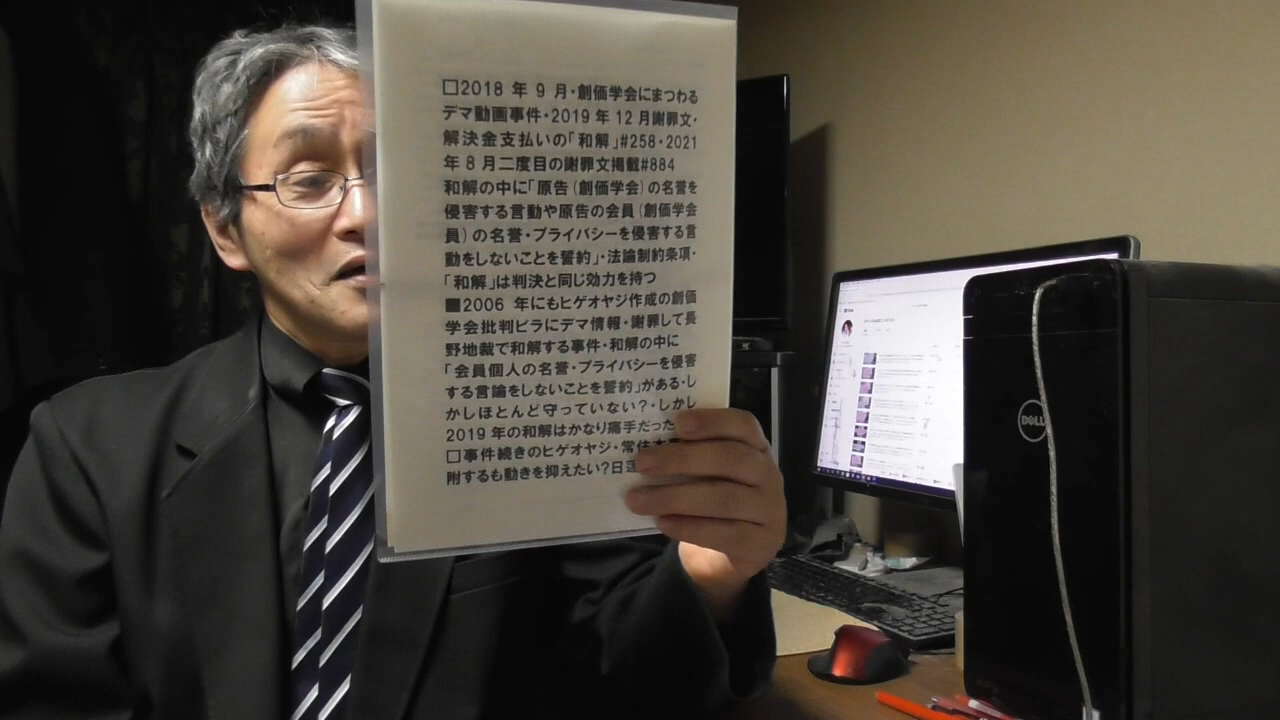 □2018 年 9 月・創価学会にまつわる
デマ動画事件・2019 年 12 月謝罪文・
解決金支払いの「和解」#258・2021
年 8 月二度目の謝罪文掲載#884
和解の中に「原告(創価学会)の名誉を
侵害する言動や原告の会員(創価学会
員)の名誉・プライバシーを侵害する言
動をしないことを誓約」・法論制約条項・
「和解」は判決と同じ効力を持つ
■2006 年にもヒゲオヤジ作成の創価
学会批判ビラにデマ情報・謝罪して長
野地裁で和解する事件・和解の中に
「会員個人の名誉・プライバシーを侵害
する言論をしないことを誓約」がある・し
かしほとんど守っていない?・しかし
2019 年の和解はかなり痛手だった
□事件続きのヒゲオヤジ・常住
附するも動きを抑えたい?日蓮
DELL